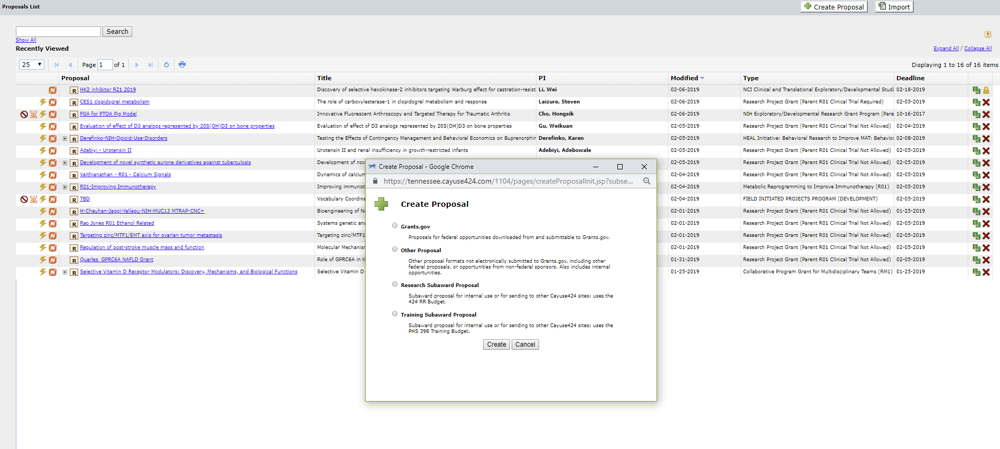 Proposals List
Create Proposal
Import
Search
Show All
Recently Viewed
Expand All / Collapse All
25
Page 1 of 1
Displaying 1 to 16 of 16 items
Proposal Title PI Modified Type Deadline
R HK2 inhibitor R21 2019 Discovery of selective hexokinase-2 inhibitors targeting Warburg effect for castration-resist Li, Wei 02-06-2019 NCI Clinical and Translational Exploratory/Developmental Studi 02-18-2019
R CES1 clopidogrel metabolism The role of carboxylesterase-1 in clopidogrel metabolism and response Laizure, Steven 02-06-2019 Research Project Grant (Parent R01 Clinical Trial Required) 02-05-2019
R FGA for PTOA Pig Model Innovative Fluorescent Arthroscopy and Targeted Therapy for Traumatic Arthritis Cho, Hongsik 02-06-2019 NIH Exploratory/Developmental Research Grant Program (Pare 10-16-2017
R Evaluation of effect of D3 analogs represented by 20S(OH)D3 on bone properties Evaluation of effect of D3 analogs represented by 20S(OH)D3 on bone properties Gu, Weikuan 02-05-2019 Research Project Grant (Parent R01 Clinical Trial Not Allowed) 02-04-2019
R Derefinko-NIH-Opioid-Use-Disorders Testing the Effects of Contingency Management and Behavioral Economics on Buprenorphin Derefinko, Karen 02-05-2019 HEAL Initiative: Behavioral Research to Improve MAT: Behavio 02-08-2019
R Adebiyi - Urotensin II Urotensin II and renal insufficiency in growth-restricted infants Adebiyi, Adebowale 02-05-2019 Research Project Grant (Parent R01 Clinical Trial Not Allowed) 02-05-2019
R Development of novel synthetic aurone derivatives against tuberculosis Development of nov 02-05-2019 Research Project Grant (Parent R01 Clinical Trial Not Allowed) 02-05-2019
R Vaithianathan - R01 - Calcium Signals Dynamics of calcium 02-04-2019 Research Project Grant (Parent R01 Clinical Trial Not Allowed) 02-05-2019
R R01-Improving Immunotherapy Improving immunot 02-04-2019 Metabolic Reprogramming to Improve Immunotherapy (R01) 02-05-2019
R TBD Vocabulary Coordina 02-04-2019 FIELD INITIATED PROJECTS PROGRAM (DEVELOPMENT) 02-05-2019
R H-Chauhan-Jaggi-Yallapu-NIH-MUC13 MTRAP-CNC+ Bioengineering of No 02-01-2019 Research Project Grant (Parent R01 Clinical Trial Not Allowed) 01-25-2019
R Rao Jones R01 Ethanol Related Systems genetic ana 02-01-2019 Research Project Grant (Parent R01 Clinical Trial Not Allowed) 02-05-2019
R Targeting zinc/MTF1/EMT axis for ovarian tumor metastasis Targeting zinc/MTF1 02-01-2019 Research Project Grant (Parent R01 Clinical Trial Not Allowed) 02-05-2019
R Regulation of post-stroke muscle mass and function Molecular Mechanism 02-01-2019 Research Project Grant (Parent R01 Clinical Trial Not Allowed) 02-05-2019
R Quarles GPRC6A NAFLD Grant Role of GPRC6A in th 01-31-2019 Research Project Grant (Parent R01 Clinical Trial Not Allowed) 02-05-2019
R Selective Vitamin D Receptor Modulators: Discovery, Mechanisms, and Biological Functions Selective Vitamin D 01-25-2019 Collaborative Program Grant for Multidisciplinary Teams (RM1) 01-25-2019
Create Proposal - Google Chrome
https://tennessee.cayuse424.com/1104/pages/createProposalInit.jsp?subse...
Create Proposal
Grants.gov
Proposals for federal opportunities downloaded from and submittable to Grants.gov.
Other Proposal
Other proposal formats not electronically submitted to Grants.gov, including other
federal proposals, or opportunities from non-federal sponsors. Also includes internal
opportunities.
Research Subaward Proposal
Subaward proposal for internal use or for sending to other Cayuse424 sites; uses the
424 RR Budget.
Training Subaward Proposal
Subaward proposal for internal use or for sending to other Cayuse424 sites; uses the
PHS 398 Training Budget.
Create Cancel